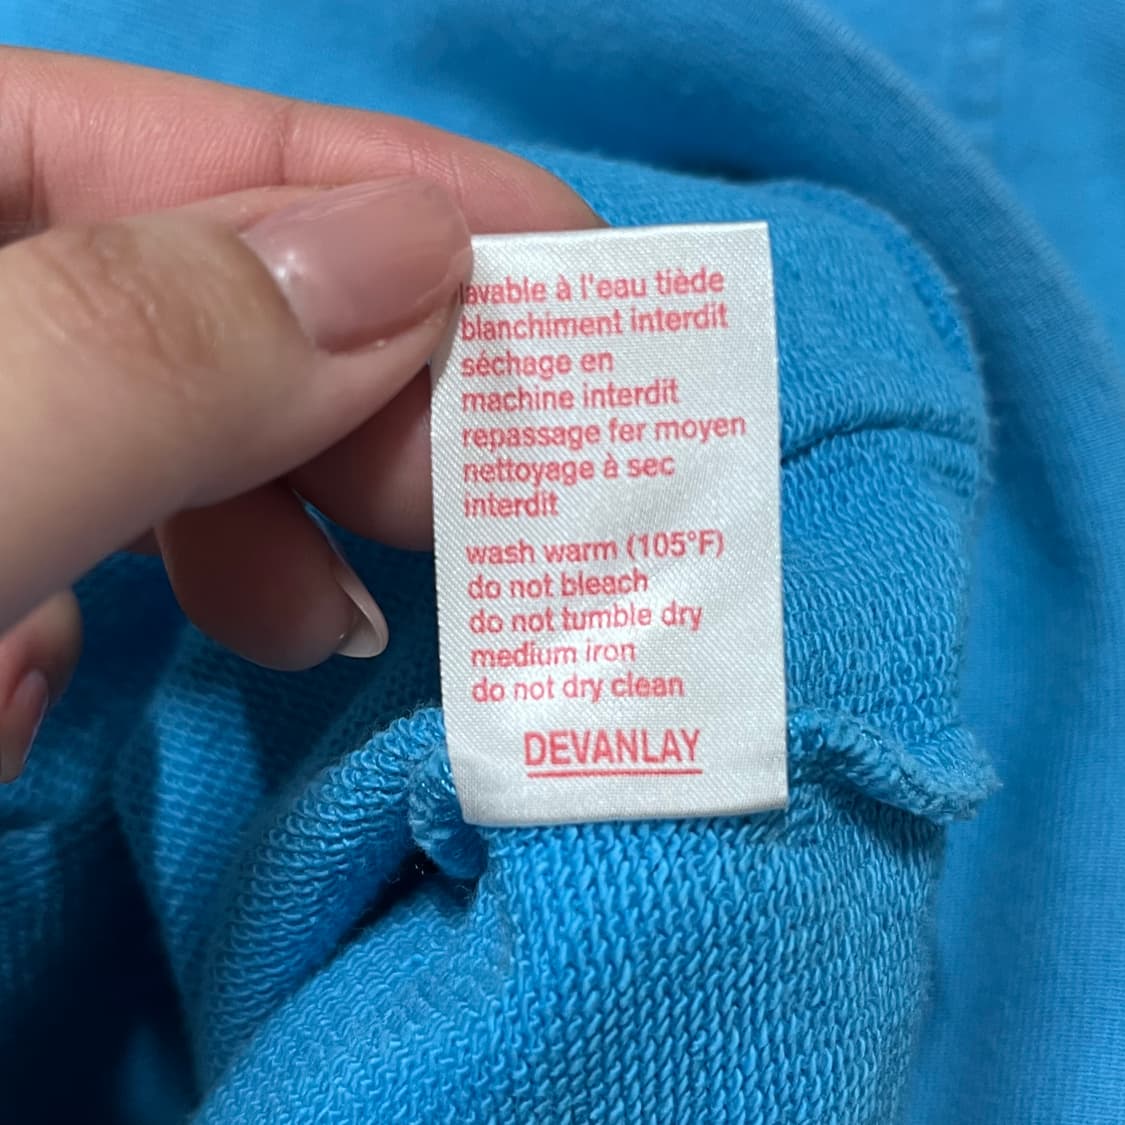 lavable à l'eau tiède
blanchiment interdit
séchage en
machine interdit
repassage fer moyen
nettoyage à sec
interdit
wash warm (105°F)
do not bleach
do not tumble dry
medium iron
do not dry clean
DEVANLAY